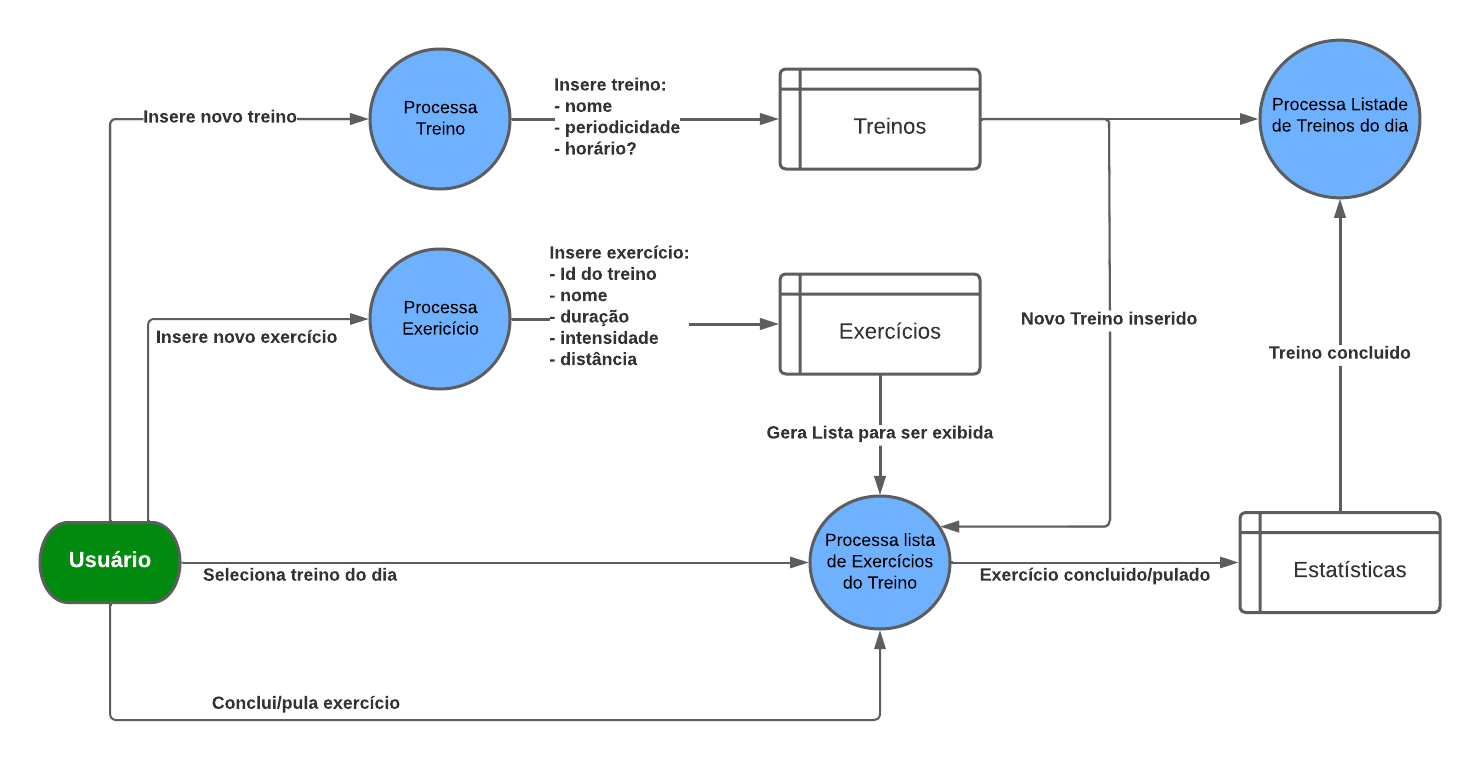 Insere novo treino
Processa
Treino
Insere treino:
- nome
- periodicidade
- horário?
Treinos
Processa Listade
de Treinos do dia
Insere novo exercício
Processa
Exericício
Insere exercício:
- Id do treino
- nome
- duração
- intensidade
- distância
Exercícios
Novo Treino inserido
Treino concluido
Gera Lista para ser exibida
Usuário
Seleciona treino do dia
Processa lista
de Exercícios
do Treino
Exercício concluido/pulado
Estatísticas
Conclui/pula exercício